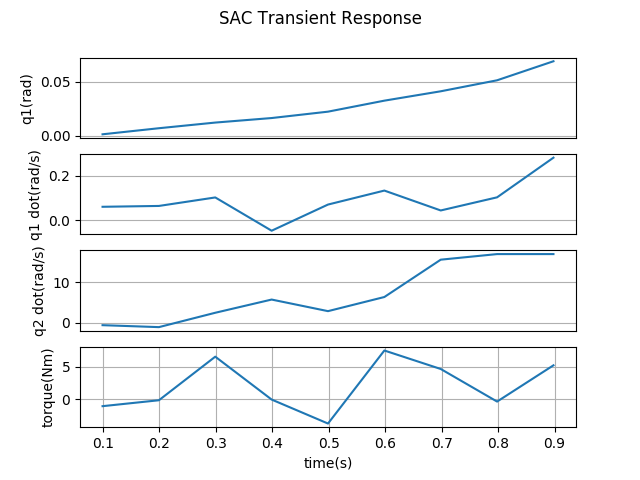 SAC Transient Response
q1(rad)
0.05
0.00
q1 dot(rad/s)
0.2
0.0
q2 dot(rad/s)
10
0
torque(Nm)
5
0
0.1 0.2 0.3 0.4 0.5 0.6 0.7 0.8 0.9
time(s)